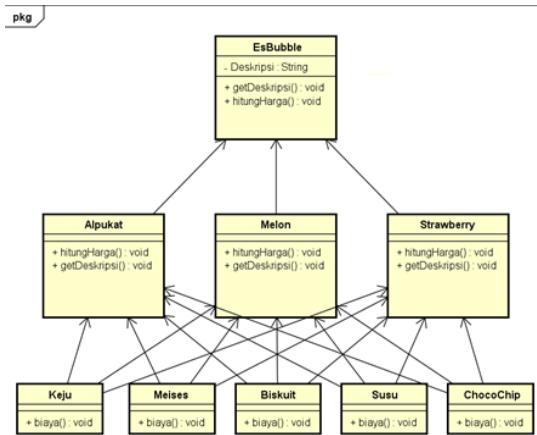 pkg
EsBubble
- Deskripsi : String
+ getDeskripsi() : void
+ hitungHarga() : void
Alpukat
+ hitungHarga() : void
+ getDeskripsi() : void
Melon
+ hitungHarga() : void
+ getDeskripsi() : void
Strawberry
+ hitungHarga() : void
+ getDeskripsi() : void
Keju
+ biaya() : void
Meises
+ biaya() : void
Biskuit
+ biaya() : void
Susu
+ biaya() : void
ChocoChip
+ biaya() : void